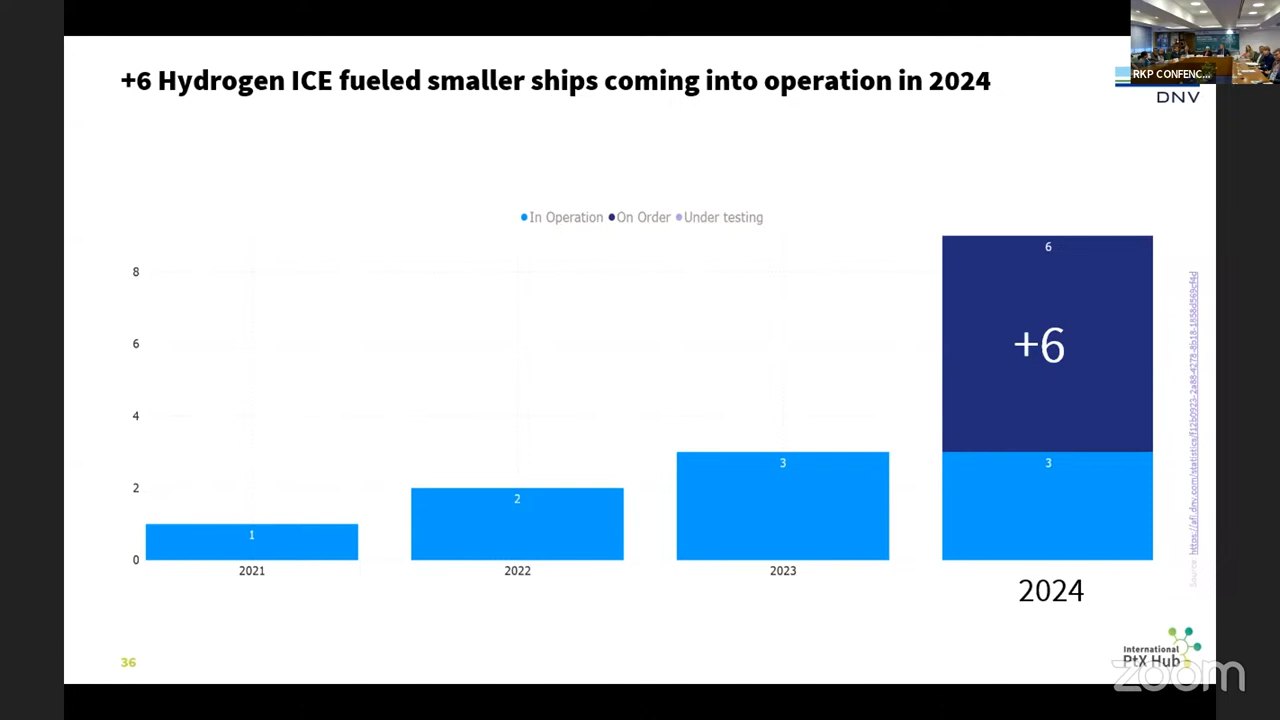 +6 Hydrogen ICE fueled smaller ships coming into operation in 2024
RKP CONFENC...
DNV
In Operation On Order Under testing
8
6
4
2
0
1
2
3
6
+6
3
2021
2022
2023
2024
Source:
36
International
PtX Hub
zoom